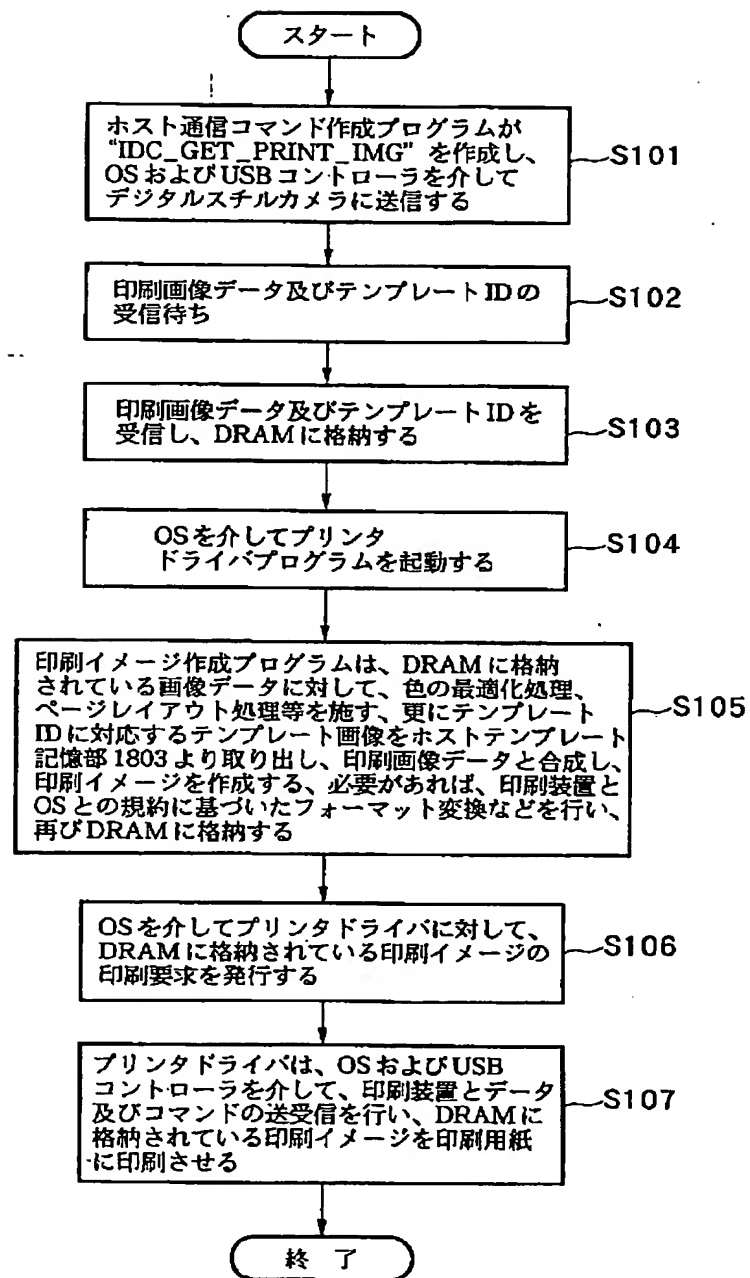 スタート
ホスト通信コマンド作成プログラムが
“IDC_GET_PRINT_IMG” を作成し、
OSおよびUSBコントローラを介して
デジタルスチルカメラに送信する
S101
印刷画像データ及びテンプレートIDの
受信待ち
S102
印刷画像データ及びテンプレートIDを
受信し、DRAMに格納する
S103
OSを介してプリンタ
ドライバプログラムを起動する
S104
印刷イメージ作成プログラムは、DRAMに格納
されている画像データに対して、色の最適化処理、
ページレイアウト処理等を施す、更にテンプレート
IDに対応するテンプレート画像をホストテンプレート
記憶部1803より取り出し、印刷画像データと合成し、
印刷イメージを作成する、必要があれば、印刷装置と
OSとの規約に基づいたフォーマット変換などを行い、
再びDRAMに格納する
S105
OSを介してプリンタドライバに対して、
DRAMに格納されている印刷イメージの
印刷要求を発行する
S106
プリンタドライバは、OSおよびUSB
コントローラを介して、印刷装置とデータ
及びコマンドの送受信を行い、DRAMに
格納されている印刷イメージを印刷用紙
に印刷させる
S107
終 了